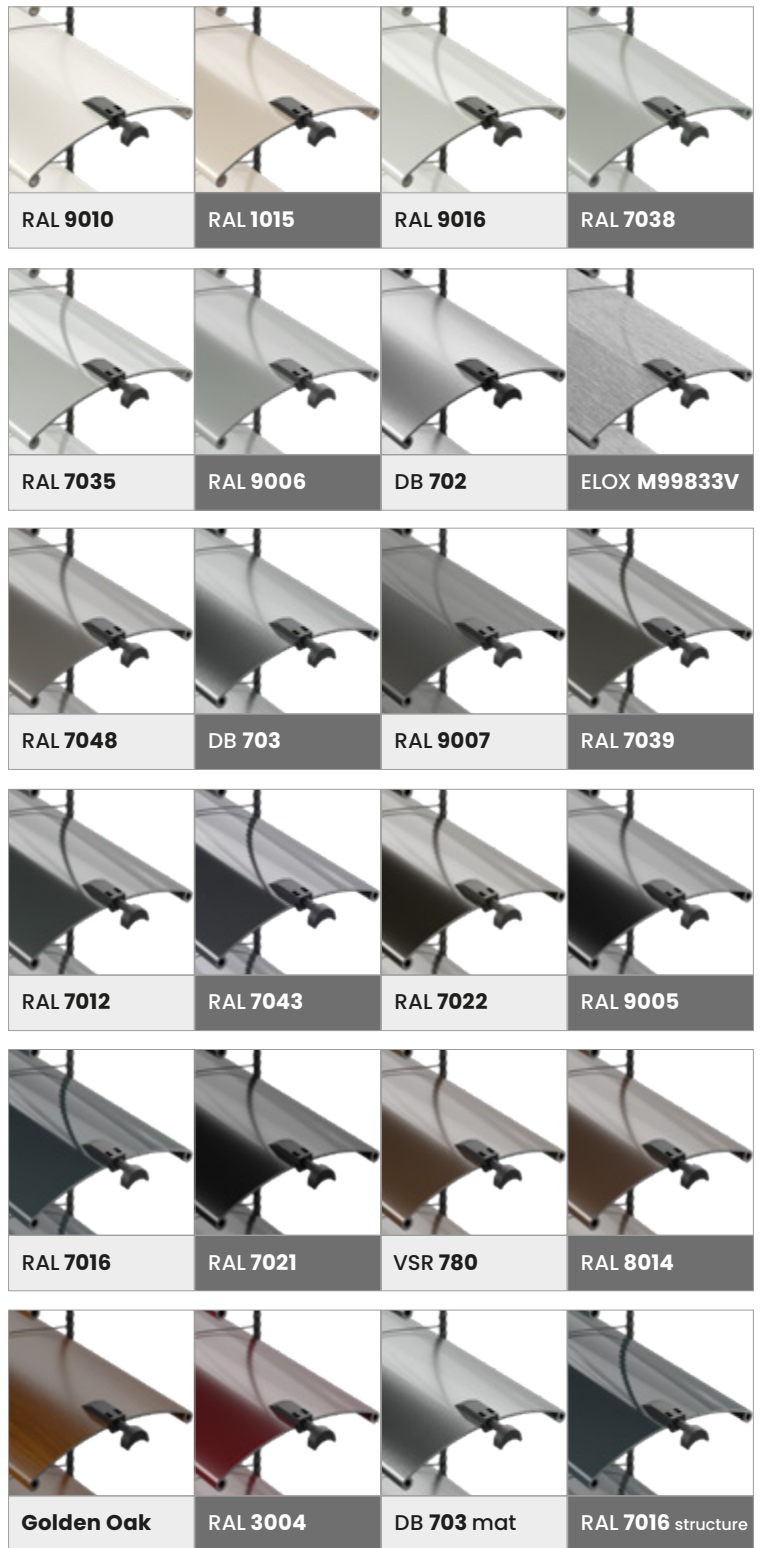 RAL 9010
RAL 1015
RAL 9016
RAL 7038
RAL 7035
RAL 9006
DB 702
ELOX M99833V
RAL 7048
DB 703
RAL 9007
RAL 7039
RAL 7012
RAL 7043
RAL 7022
RAL 9005
RAL 7016
RAL 7021
VSR 780
RAL 8014
Golden Oak
RAL 3004
DB 703 mat
RAL 7016 structure